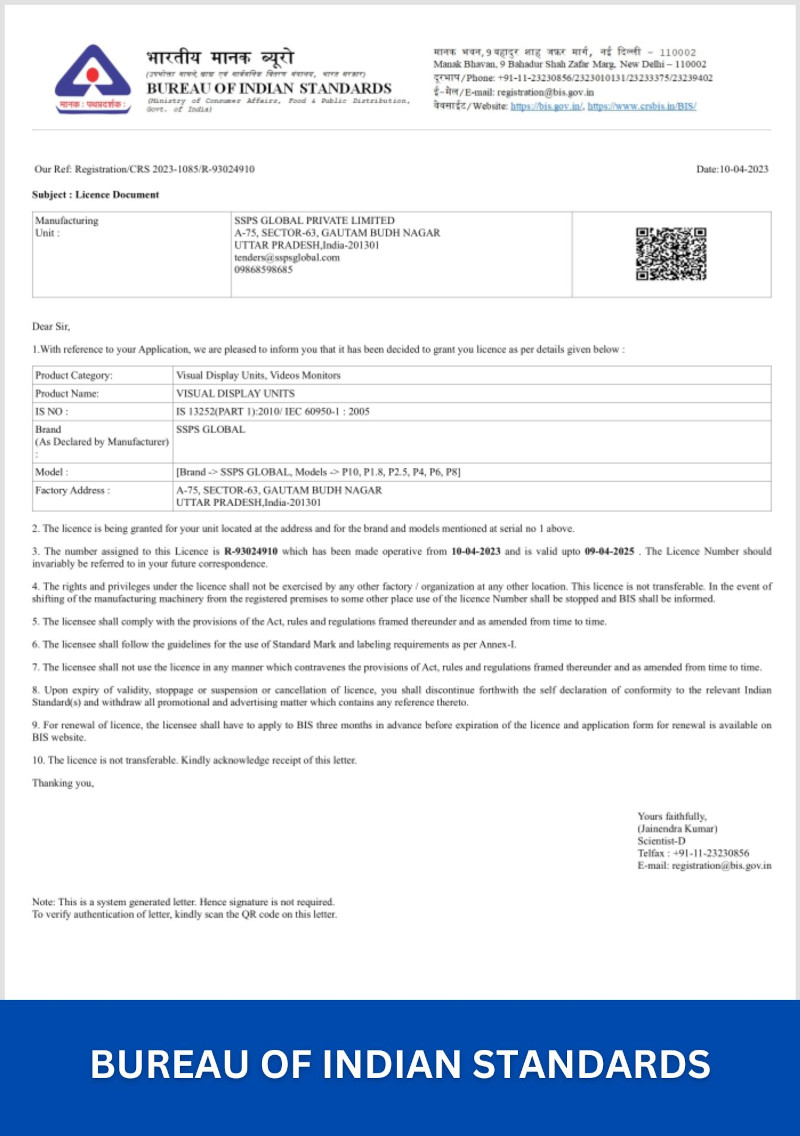 भारतीय मानक ब्यूरो
(उपभोक्ता मामले, खाद्य एवं सार्वजनिक वितरण मंत्रालय, भारत सरकार)
BUREAU OF INDIAN STANDARDS
(Ministry of Consumer Affairs, Food & Public Distribution,
Govt. of India)
मानक : पथप्रदर्शक :
मानक भवन, 9 बहादुर शाह जफर मार्ग, नई दिल्ली – 110002
Manak Bhavan, 9 Bahadur Shah Zafar Marg, New Delhi – 110002
दूरभाष/Phone: +91-11-23230856/2323010131/23233375/23239402
ई-मेल/E-mail: registration@bis.gov.in
वेबसाईट/Website: https://bis.gov.in/, https://www.crsbis.in/BIS/
Our Ref: Registration/CRS 2023-1085/R-93024910
Date:10-04-2023
Subject : Licence Document
Manufacturing
Unit :
SSPS GLOBAL PRIVATE LIMITED
A-75, SECTOR-63, GAUTAM BUDH NAGAR
UTTAR PRADESH,India-201301
tenders@sspsglobal.com
09868598685
Dear Sir,
1.With reference to your Application, we are pleased to inform you that it has been decided to grant you licence as per details given below :
Product Category: Visual Display Units, Videos Monitors
Product Name: VISUAL DISPLAY UNITS
IS NO : IS 13252(PART 1):2010/ IEC 60950-1 : 2005
Brand SSPS GLOBAL
(As Declared by Manufacturer)
:
Model : [Brand -> SSPS GLOBAL, Models -> P10, P1.8, P2.5, P4, P6, P8]
Factory Address : A-75, SECTOR-63, GAUTAM BUDH NAGAR
UTTAR PRADESH,India-201301
2. The licence is being granted for your unit located at the address and for the brand and models mentioned at serial no 1 above.
3. The number assigned to this Licence is R-93024910 which has been made operative from 10-04-2023 and is valid upto 09-04-2025 . The Licence Number should
invariably be referred to in your future correspondence.
4. The rights and privileges under the licence shall not be exercised by any other factory / organization at any other location. This licence is not transferable. In the event of
shifting of the manufacturing machinery from the registered premises to some other place use of the licence Number shall be stopped and BIS shall be informed.
5. The licensee shall comply with the provisions of the Act, rules and regulations framed thereunder and as amended from time to time.
6. The licensee shall follow the guidelines for the use of Standard Mark and labeling requirements as per Annex-I.
7. The licensee shall not use the licence in any manner which contravenes the provisions of Act, rules and regulations framed thereunder and as amended from time to time.
8. Upon expiry of validity, stoppage or suspension or cancellation of licence, you shall discontinue forthwith the self declaration of conformity to the relevant Indian
Standard(s) and withdraw all promotional and advertising matter which contains any reference thereto.
9. For renewal of licence, the licensee shall have to apply to BIS three months in advance before expiration of the licence and application form for renewal is available on
BIS website.
10. The licence is not transferable. Kindly acknowledge receipt of this letter.
Thanking you,
Yours faithfully,
(Jainendra Kumar)
Scientist-D
Telfax : +91-11-23230856
E-mail: registration@bis.gov.in
Note: This is a system generated letter. Hence signature is not required.
To verify authentication of letter, kindly scan the QR code on this letter.
BUREAU OF INDIAN STANDARDS